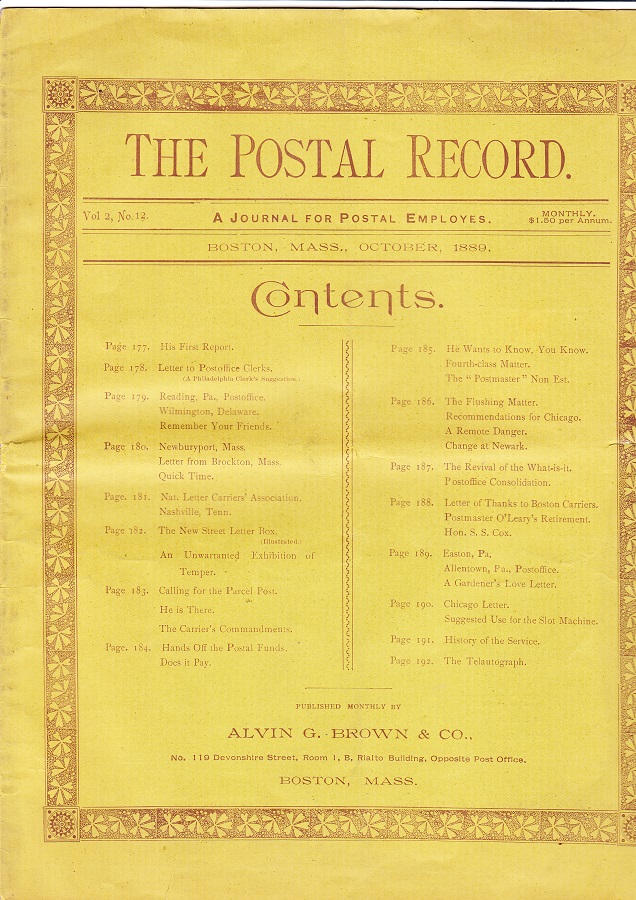 THE POSTAL RECORD.
Vol 2, No. 12. A JOURNAL FOR POSTAL EMPLOYES. MONTHLY. $1.50 per Annum.
BOSTON, MASS., OCTOBER, 1889.
Contents.
Page 177. His First Report.
Page 178. Letter to Postoffice Clerks.
(A Philadelphia Clerk's Suggestion.)
Page 179. Reading, Pa., Postoffice.
Wilmington, Delaware.
Remember Your Friends.
Page 180. Newburyport, Mass.
Letter from Brockton, Mass.
Quick Time.
Page. 181. Nat. Letter Carriers' Association.
Nashville, Tenn.
Page 182. The New Street Letter Box.
(Illustrated.)
An Unwarranted Exhibition of
Temper.
Page 183. Calling for the Parcel Post.
He is There.
The Carrier's Commandments.
Page. 184. Hands Off the Postal Funds.
Does it Pay.
Page 185. He Wants to Know, You Know.
Fourth-class Matter.
The "Postmaster" Non Est.
Page 186. The Flushing Matter.
Recommendations for Chicago.
A Remote Danger.
Change at Newark.
Page 187. The Revival of the What-is-it.
Postoffice Consolidation.
Page 188. Letter of Thanks to Boston Carriers.
Postmaster O'Leary's Retirement.
Hon. S. S. Cox.
Page 189. Easton, Pa.
Allentown, Pa., Postoffice.
A Gardener's Love Letter.
Page 190. Chicago Letter.
Suggested Use for the Slot Machine.
Page 191. History of the Service.
Page 192. The Telautograph.
PUBLISHED MONTHLY BY
ALVIN G. BROWN & CO.,
No. 119 Devonshire Street, Room 1, B, Rialto Building, Opposite Post Office.
BOSTON, MASS.